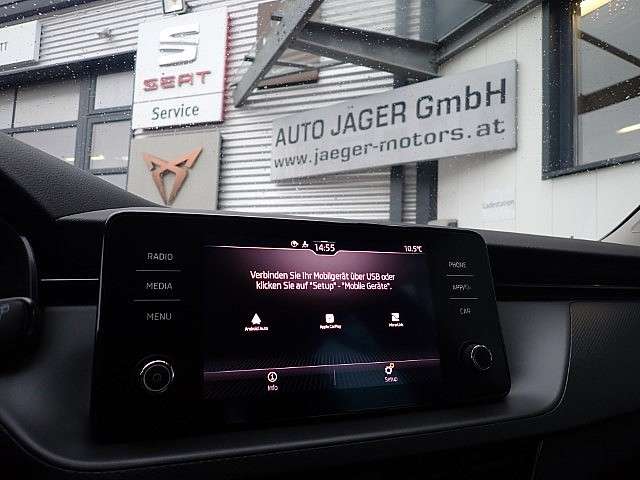 SEAT
Service
AUTO JÄGER GmbH
www.jaeger-motors.at
Ladestation
14:55
10.5°C
Verbinden Sie Ihr Mobilgerät über USB oder
klicken Sie auf "Setup" - "Mobile Geräte".
Android Auto
Apple CarPlay
MirrorLink
Info
Setup
RADIO
MEDIA
MENU
PHONE
CAR